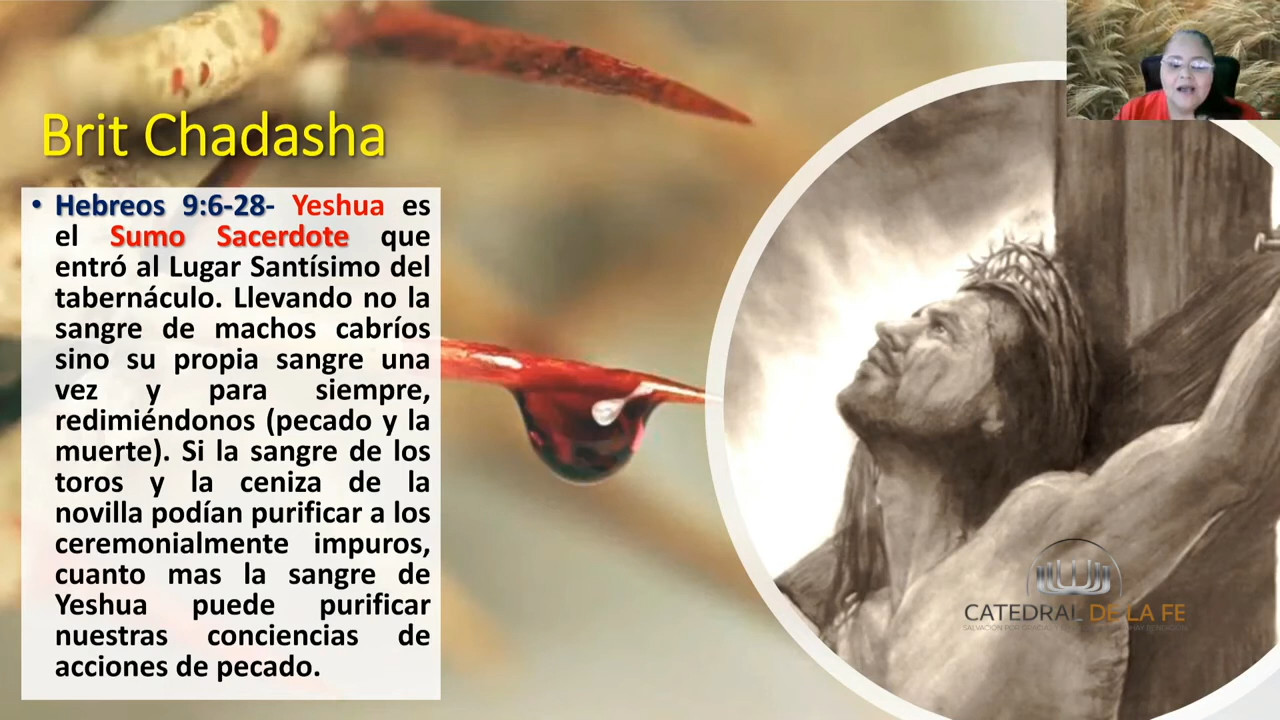 Brit Chadasha
• Hebreos 9:6-28- Yeshua es
el Sumo Sacerdote que
entró al Lugar Santísimo del
tabernáculo. Llevando no la
sangre de machos cabríos
sino su propia sangre una
vez y para siempre,
redimiéndonos (pecado y la
muerte). Si la sangre de los
toros y la ceniza de la
novilla podían purificar a los
ceremonialmente impuros,
cuanto mas la sangre de
Yeshua puede purificar
nuestras conciencias de
acciones de pecado.
CATEDRAL DE LA FE